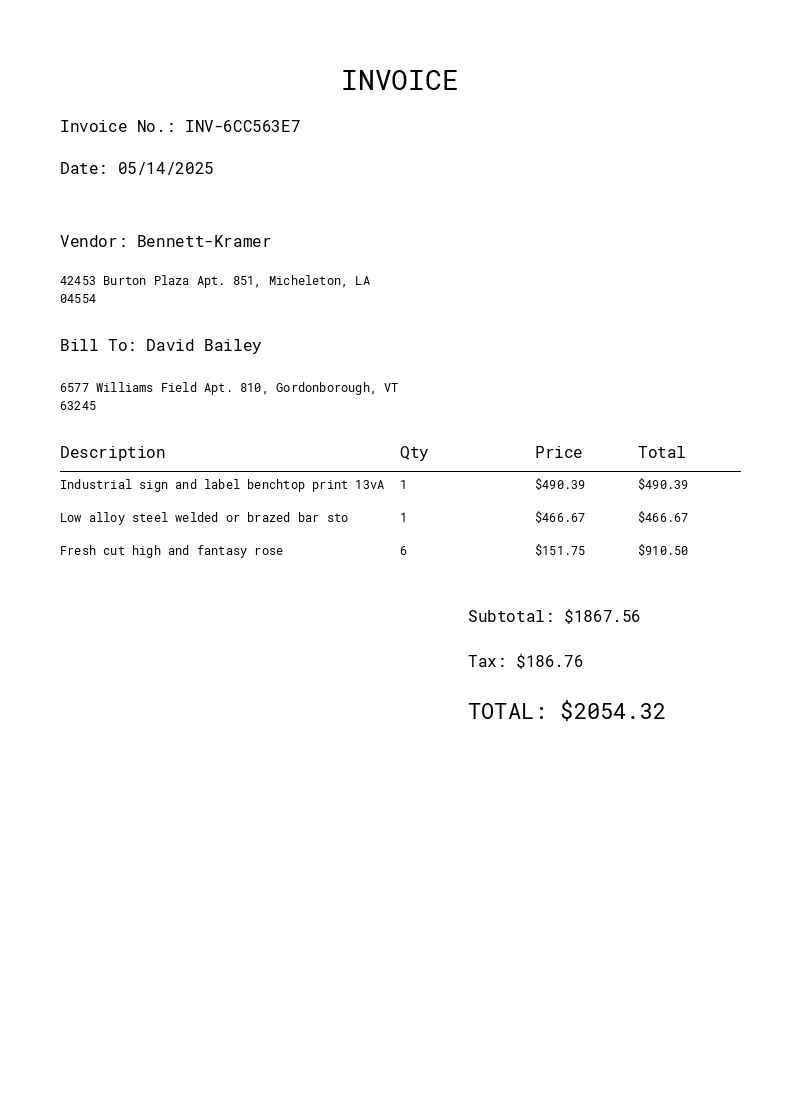 INVOICE
Invoice No.: INV-6CC563E7
Date: 05/14/2025
Vendor: Bennett-Kramer
42453 Burton Plaza Apt. 851, Micheleton, LA
04554
Bill To: David Bailey
6577 Williams Field Apt. 810, Gordonborough, VT
63245
Description Qty Price Total
Industrial sign and label benchtop print 13vA 1 $490.39 $490.39
Low alloy steel welded or brazed bar sto 1 $466.67 $466.67
Fresh cut high and fantasy rose 6 $151.75 $910.50
Subtotal: $1867.56
Tax: $186.76
TOTAL: $2054.32